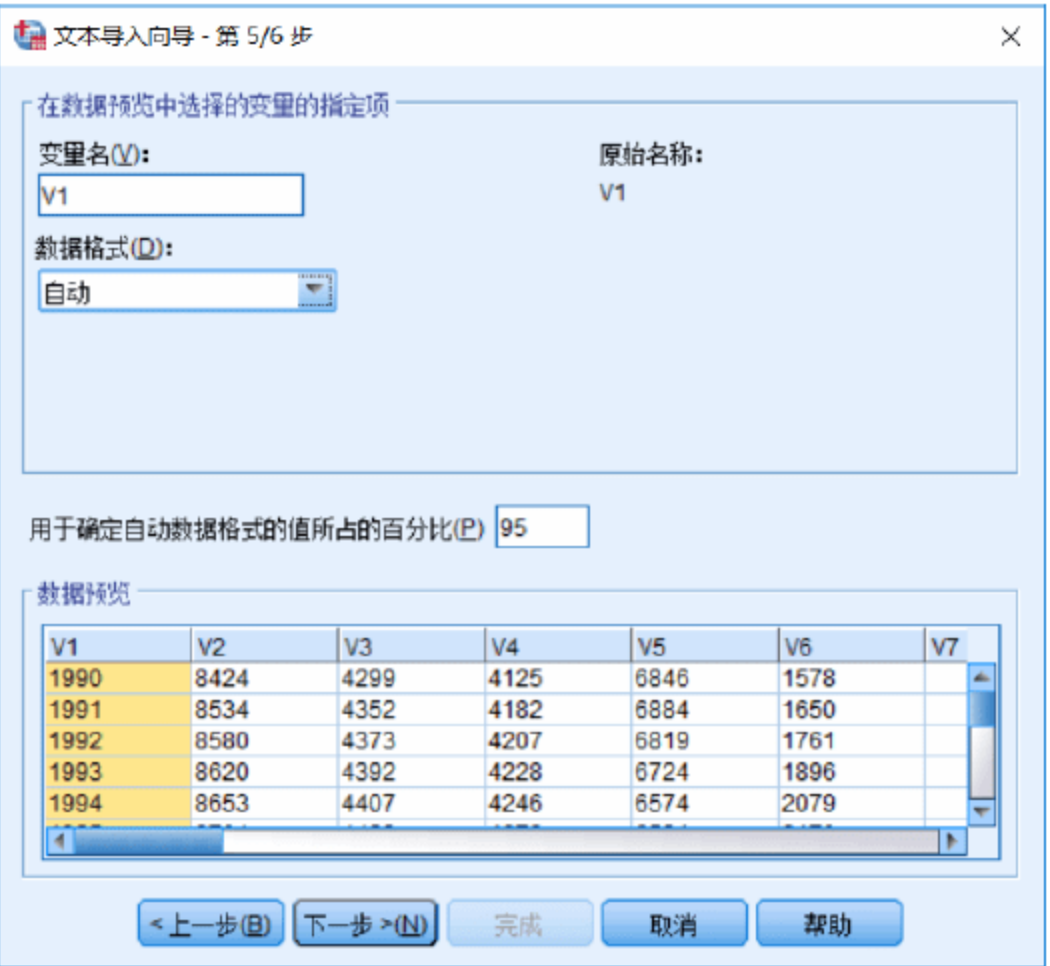 文本导入向导 - 第 5/6 步
在数据预览中选择的变量的指定项
变量名(V):
原始名称:
V1
V1
数据格式(D):
自动
用于确定自动数据格式的值所占的百分比(P) 95
数据预览
V1 V2 V3 V4 V5 V6 V7
1990 8424 4299 4125 6846 1578
1991 8534 4352 4182 6884 1650
1992 8580 4373 4207 6819 1761
1993 8620 4392 4228 6724 1896
1994 8653 4407 4246 6574 2079
<上一步(B) 下一步 >(N) 完成 取消 帮助